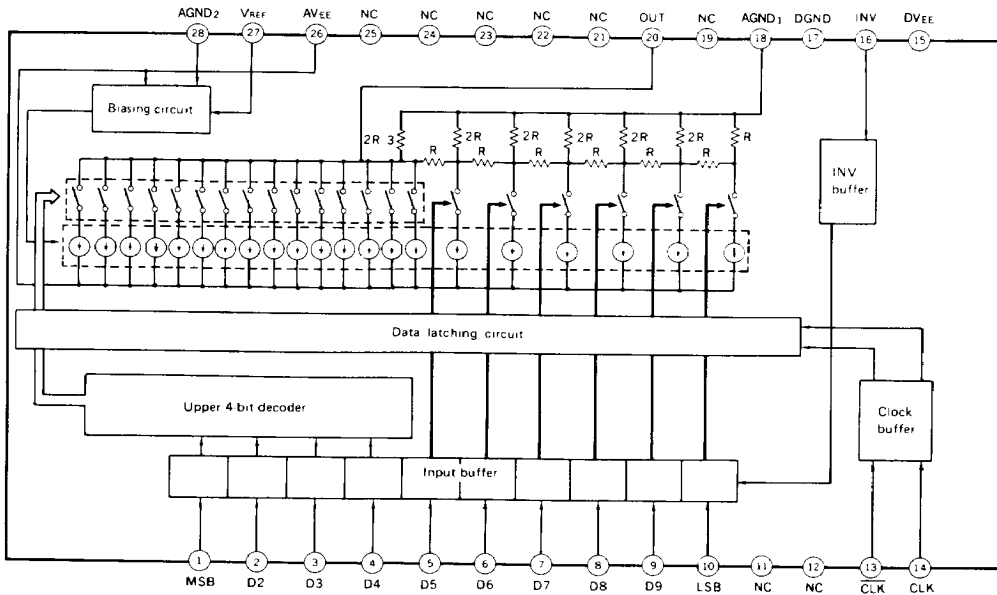 AGND2 VREF AVEE NC NC NC NC NC OUT NC AGND1 DGND INV DVEE
28 27 26 25 24 23 22 21 20 19 18 17 16 15
Biasing circuit
2R 3 2R 2R 2R 2R 2R R
R R R R R R
INV
buffer
Data latching circuit
Upper 4-bit decoder
Clock
buffer
Input buffer
1 2 3 4 5 6 7 8 9 10 11 12 13 14
MSB D2 D3 D4 D5 D6 D7 D8 D9 LSB NC NC CLK CLK